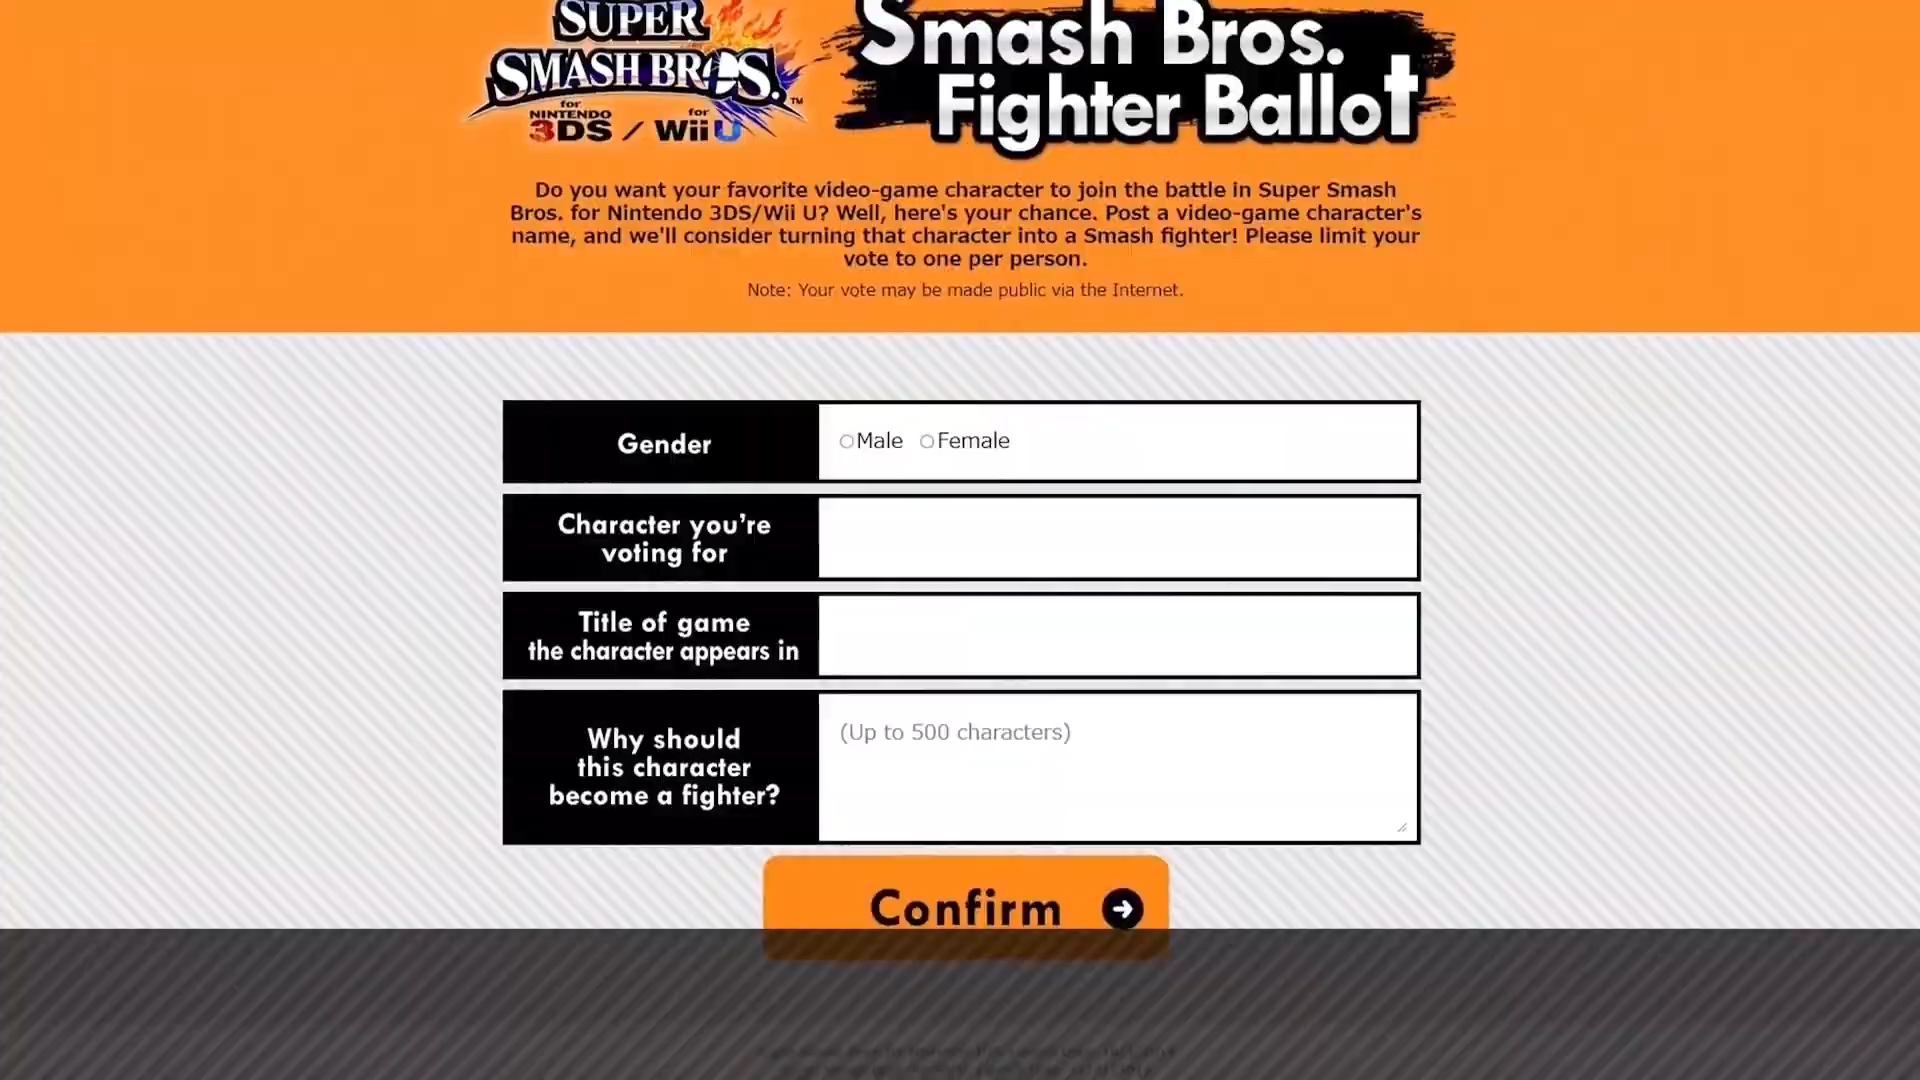 SUPER
SMASH BROS.™
for
NINTENDO
3DS / for
Wii U
Smash Bros.
Fighter Ballot
Do you want your favorite video-game character to join the battle in Super Smash
Bros. for Nintendo 3DS/Wii U? Well, here's your chance. Post a video-game character's
name, and we'll consider turning that character into a Smash fighter! Please limit your
vote to one per person.
Note: Your vote may be made public via the Internet.
Gender
Male Female
Character you're
voting for
Title of game
the character appears in
Why should
this character
become a fighter?
(Up to 500 characters)
Confirm